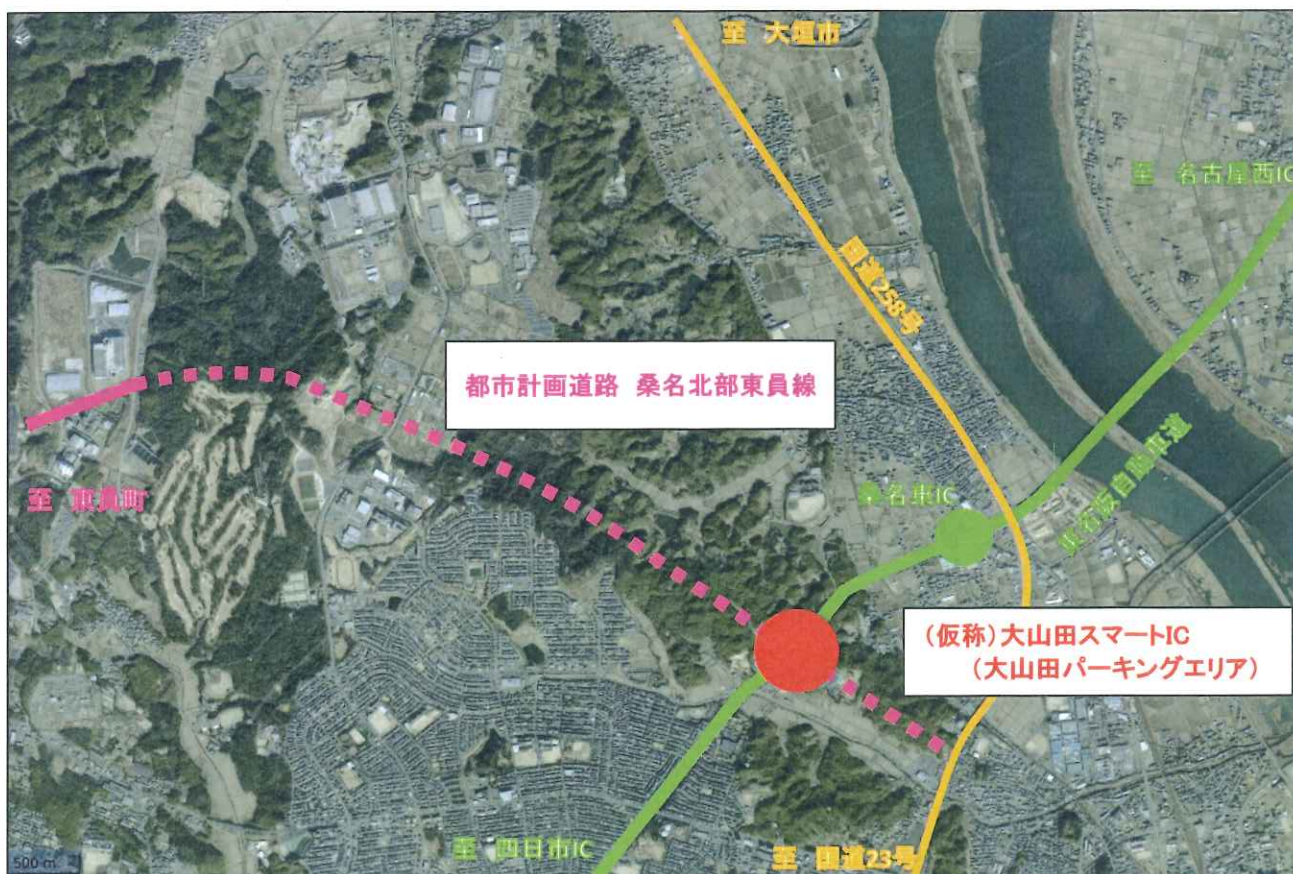 至 大垣市
至 名古屋西IC
国道258号
都市計画道路 桑名北部東員線
桑名東IC
東名阪自動車道
至 東員町
(仮称)大山田スマートIC
(大山田パーキングエリア)
至 四日市IC
至 国道23号
500 m